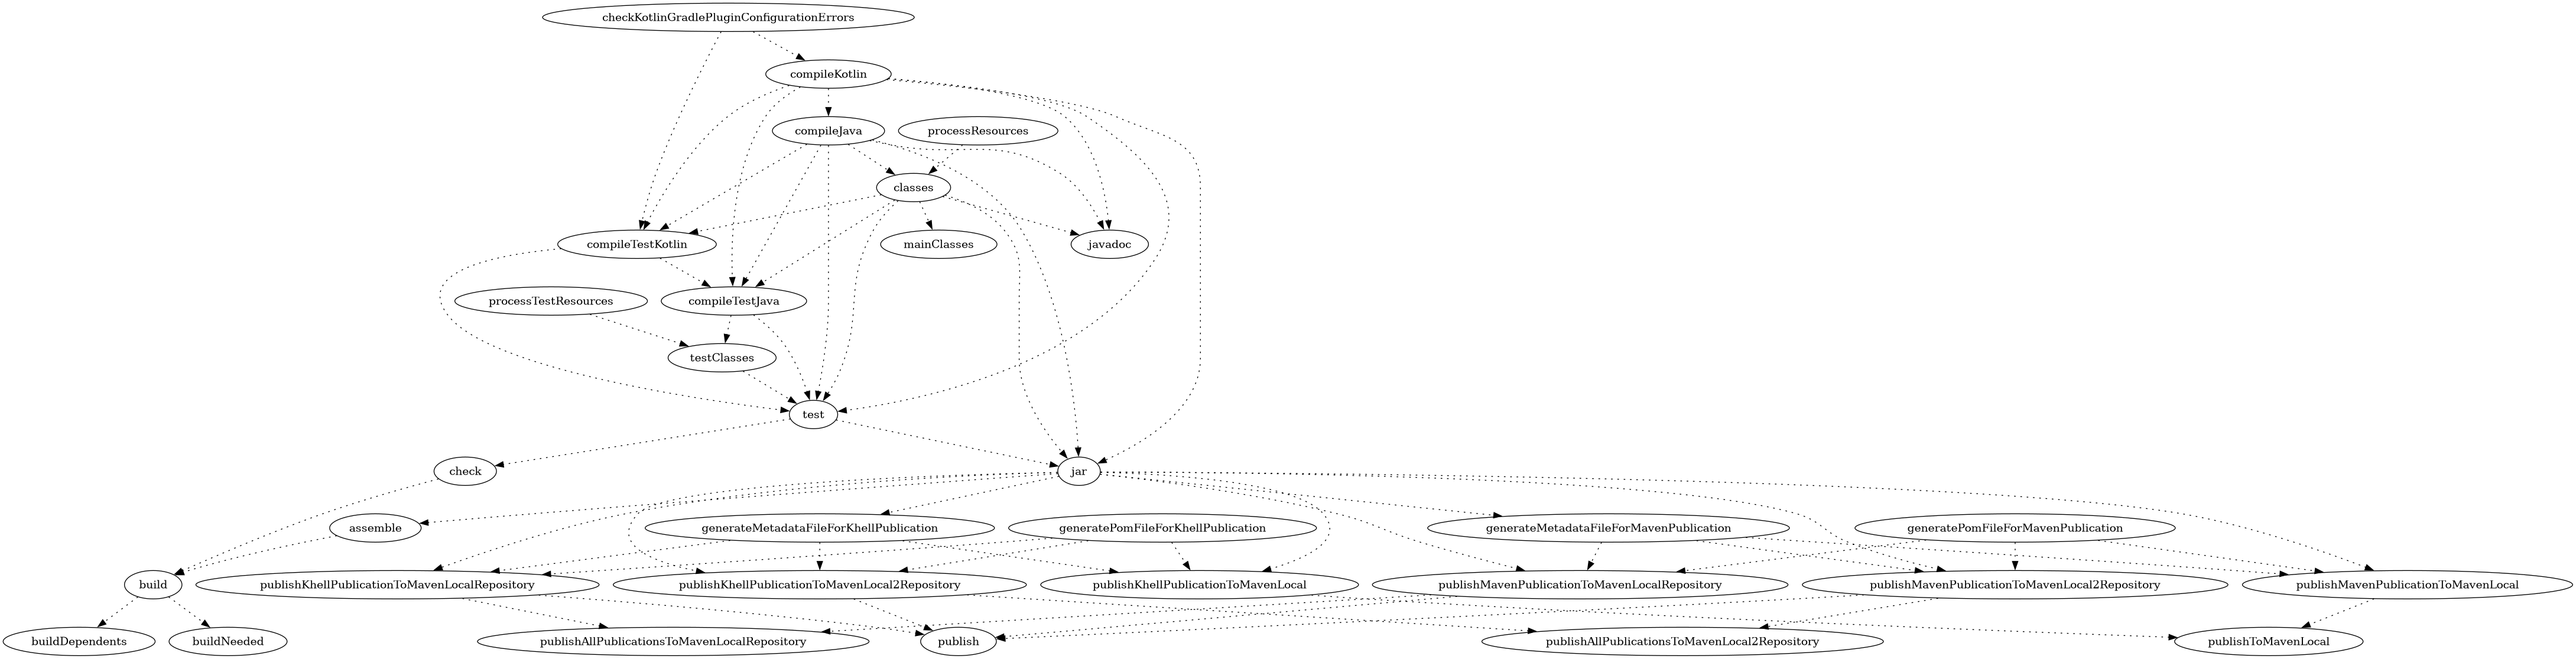 checkKotlinGradlePluginConfigurationErrors
compileKotlin
compileJava
processResources
classes
compileTestKotlin
mainClasses
javadoc
processTestResources
compileTestJava
testClasses
test
check
jar
assemble
generateMetadataFileForKhellPublication
generatePomFileForKhellPublication
generateMetadataFileForMavenPublication
generatePomFileForMavenPublication
build
publishKhellPublicationToMavenLocalRepository
publishKhellPublicationToMavenLocal2Repository
publishKhellPublicationToMavenLocal
publishMavenPublicationToMavenLocalRepository
publishMavenPublicationToMavenLocal2Repository
publishMavenPublicationToMavenLocal
buildDependents
buildNeeded
publishAllPublicationsToMavenLocalRepository
publish
publishAllPublicationsToMavenLocal2Repository
publishToMavenLocal